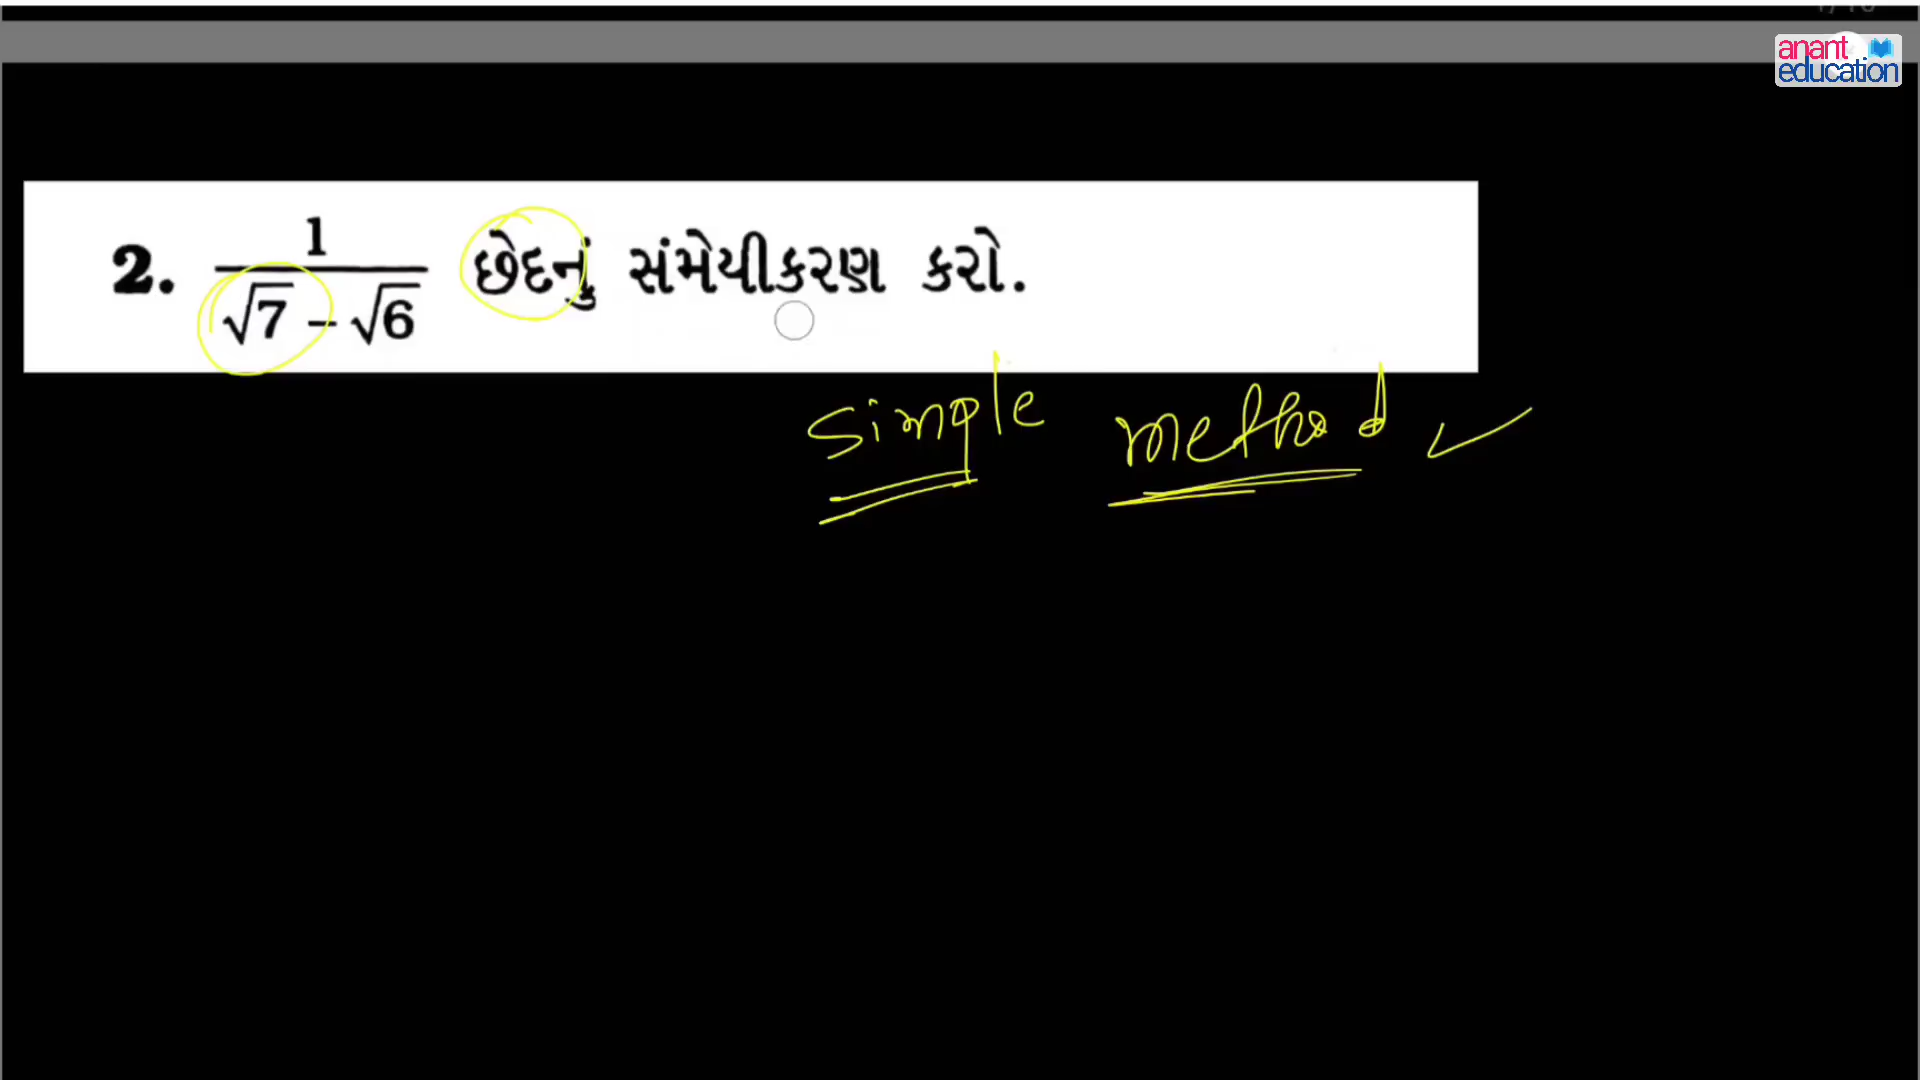 anant
education
2. 1/(√7 – √6) છેદનું સંમેયીકરણ કરો.
simple method ✓